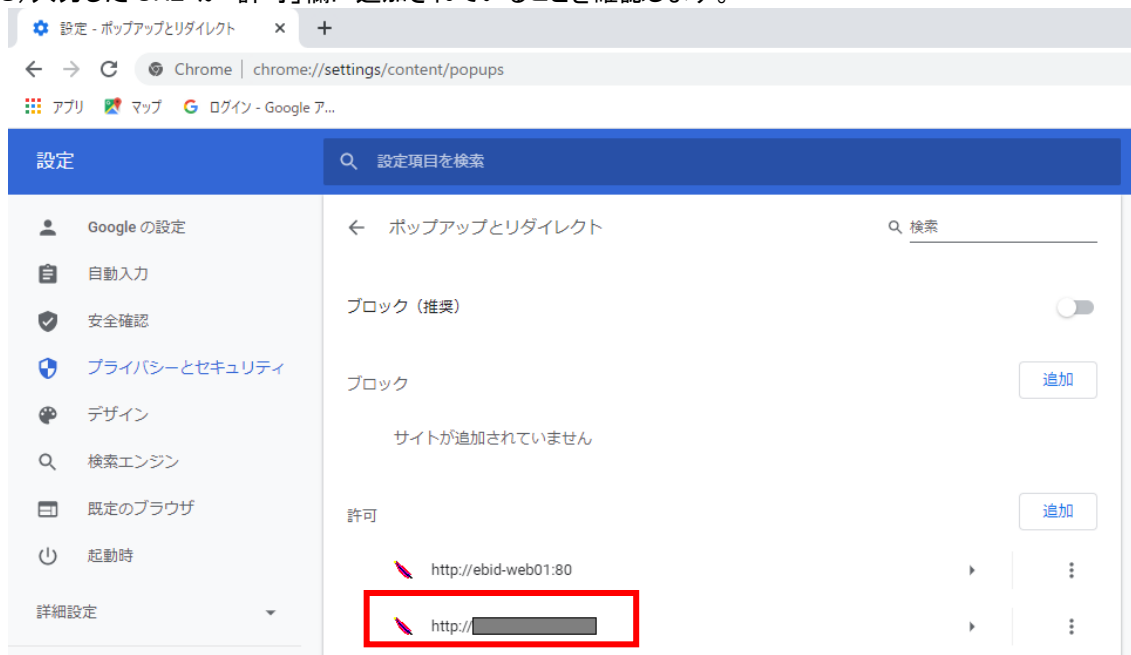 設定 - ポップアップとリダイレクト
Chrome | chrome://settings/content/popups
アプリ マップ G ログイン - Google ア...
設定
設定項目を検索
Google の設定
自動入力
安全確認
プライバシーとセキュリティ
デザイン
検索エンジン
既定のブラウザ
起動時
詳細設定
ポップアップとリダイレクト
検索
ブロック（推奨）
ブロック
追加
サイトが追加されていません
許可
追加
http://ebid-web01:80
http://